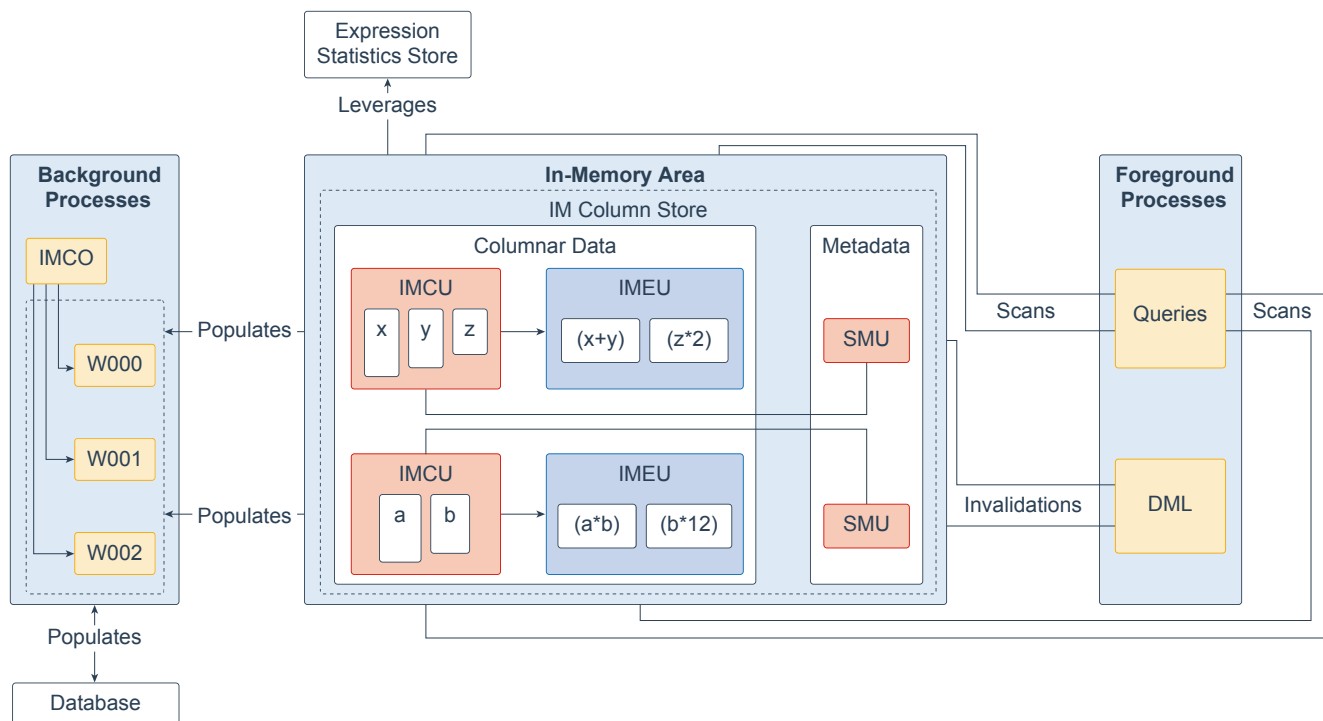 Expression
Statistics Store
Leverages
Background
Processes
IMCO
W000
W001
W002
Populates
Database
Populates
Populates
In-Memory Area
IM Column Store
Columnar Data
IMCU
x
y
z
IMEU
(x+y)
(z*2)
IMCU
a
b
IMEU
(a*b)
(b*12)
Metadada
SMU
SMU
Scans
Invalidations
Foreground
Processes
Queries
DML
Scans